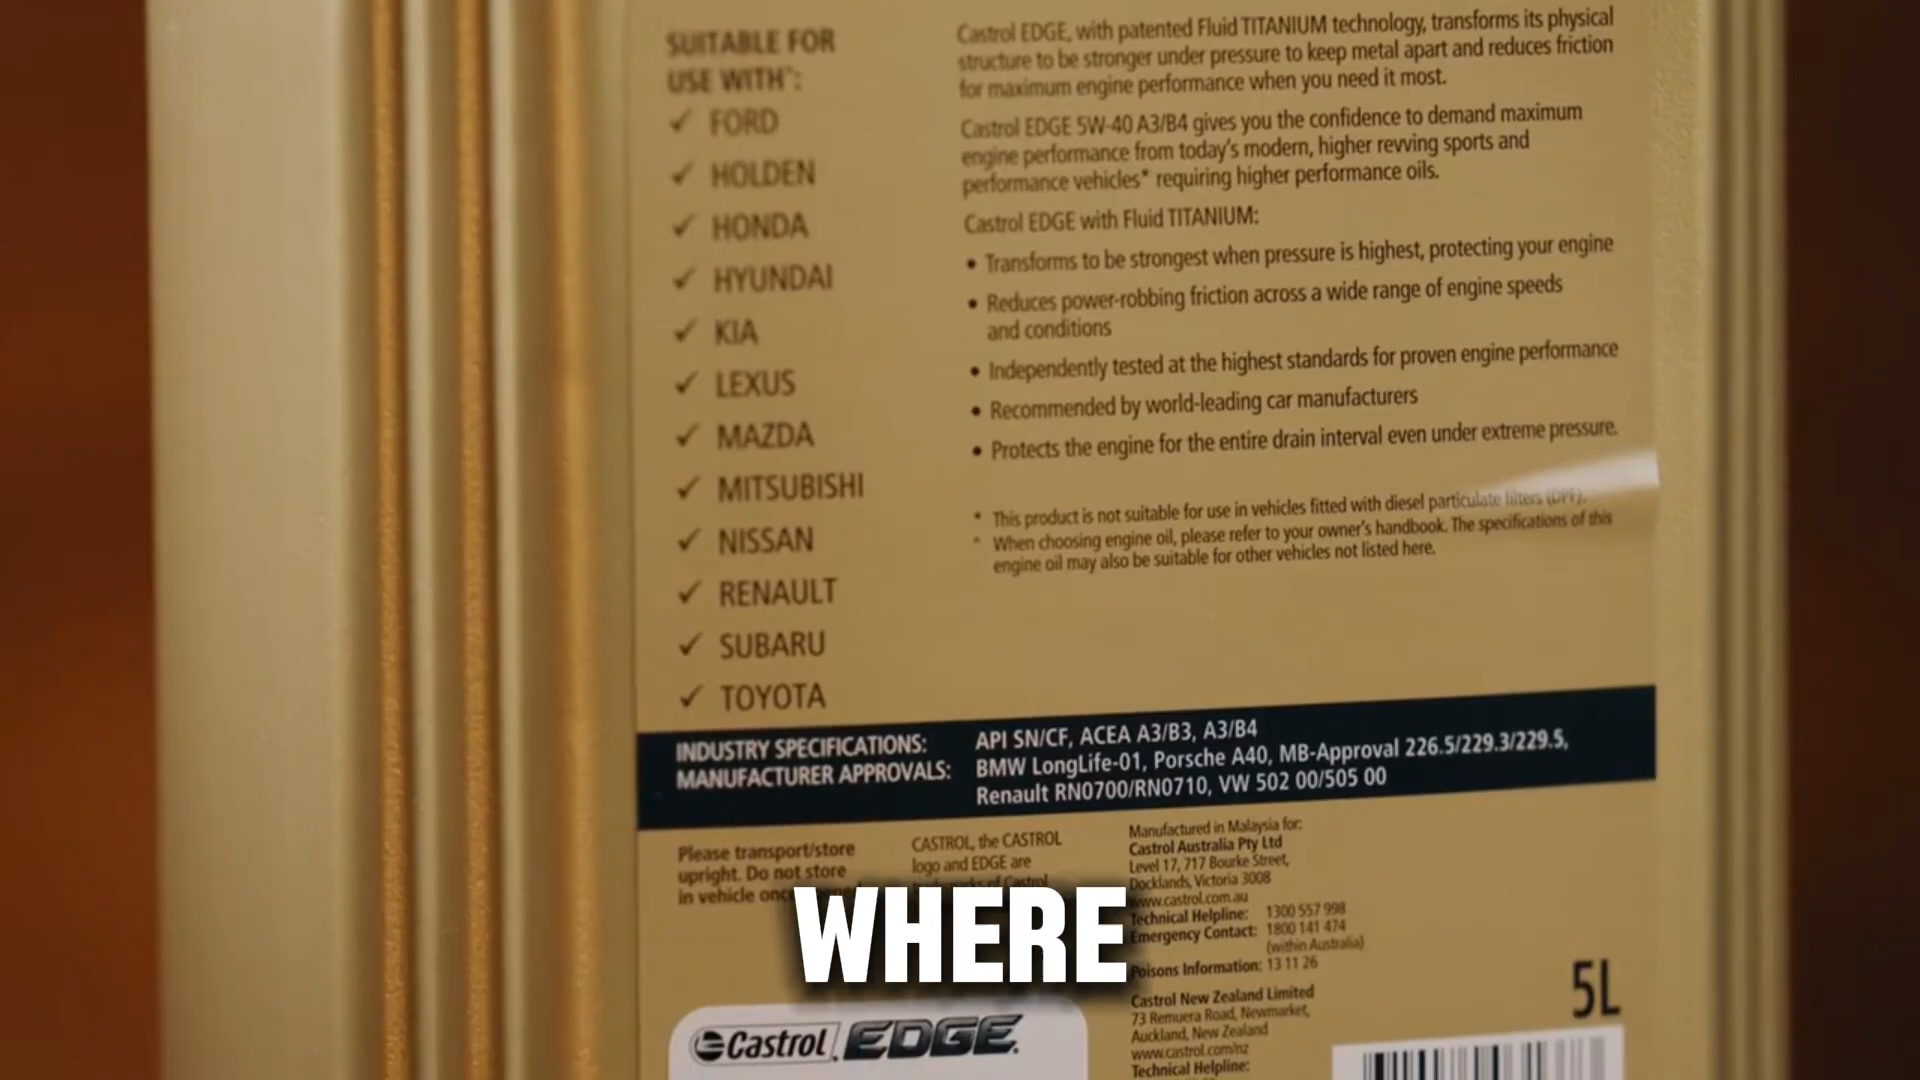 SUITABLE FOR
USE WITH^:
✓ FORD
✓ HOLDEN
✓ HONDA
✓ HYUNDAI
✓ KIA
✓ LEXUS
✓ MAZDA
✓ MITSUBISHI
✓ NISSAN
✓ RENAULT
✓ SUBARU
✓ TOYOTA
Castrol EDGE, with patented Fluid TITANIUM technology, transforms its physical
structure to be stronger under pressure to keep metal apart and reduces friction
for maximum engine performance when you need it most.
Castrol EDGE 5W-40 A3/B4 gives you the confidence to demand maximum
engine performance from today's modern, higher revving sports and
performance vehicles* requiring higher performance oils.
Castrol EDGE with Fluid TITANIUM:
• Transforms to be strongest when pressure is highest, protecting your engine
• Reduces power-robbing friction across a wide range of engine speeds
and conditions
• Independently tested at the highest standards for proven engine performance
• Recommended by world-leading car manufacturers
• Protects the engine for the entire drain interval even under extreme pressure.
* This product is not suitable for use in vehicles fitted with diesel particulate filters (DPF).
^ When choosing engine oil, please refer to your owner's handbook. The specifications of this
engine oil may also be suitable for other vehicles not listed here.
INDUSTRY SPECIFICATIONS: API SN/CF, ACEA A3/B3, A3/B4
MANUFACTURER APPROVALS: BMW LongLife-01, Porsche A40, MB-Approval 226.5/229.3/229.5,
Renault RN0700/RN0710, VW 502 00/505 00
Please transport/store
upright. Do not store
in vehicle once
CASTROL, the CASTROL
logo and EDGE are
trademarks of Castrol
Manufactured in Malaysia for:
Castrol Australia Pty Ltd
Level 17, 717 Bourke Street,
Docklands, Victoria 3008
www.castrol.com.au
Technical Helpline: 1300 557 998
Emergency Contact: 1800 141 474
(within Australia)
Poisons Information: 13 11 26
Castrol New Zealand Limited
73 Remuera Road, Newmarket,
Auckland, New Zealand
www.castrol.com/nz
Technical Helpline:
WHERE
Castrol EDGE
5L